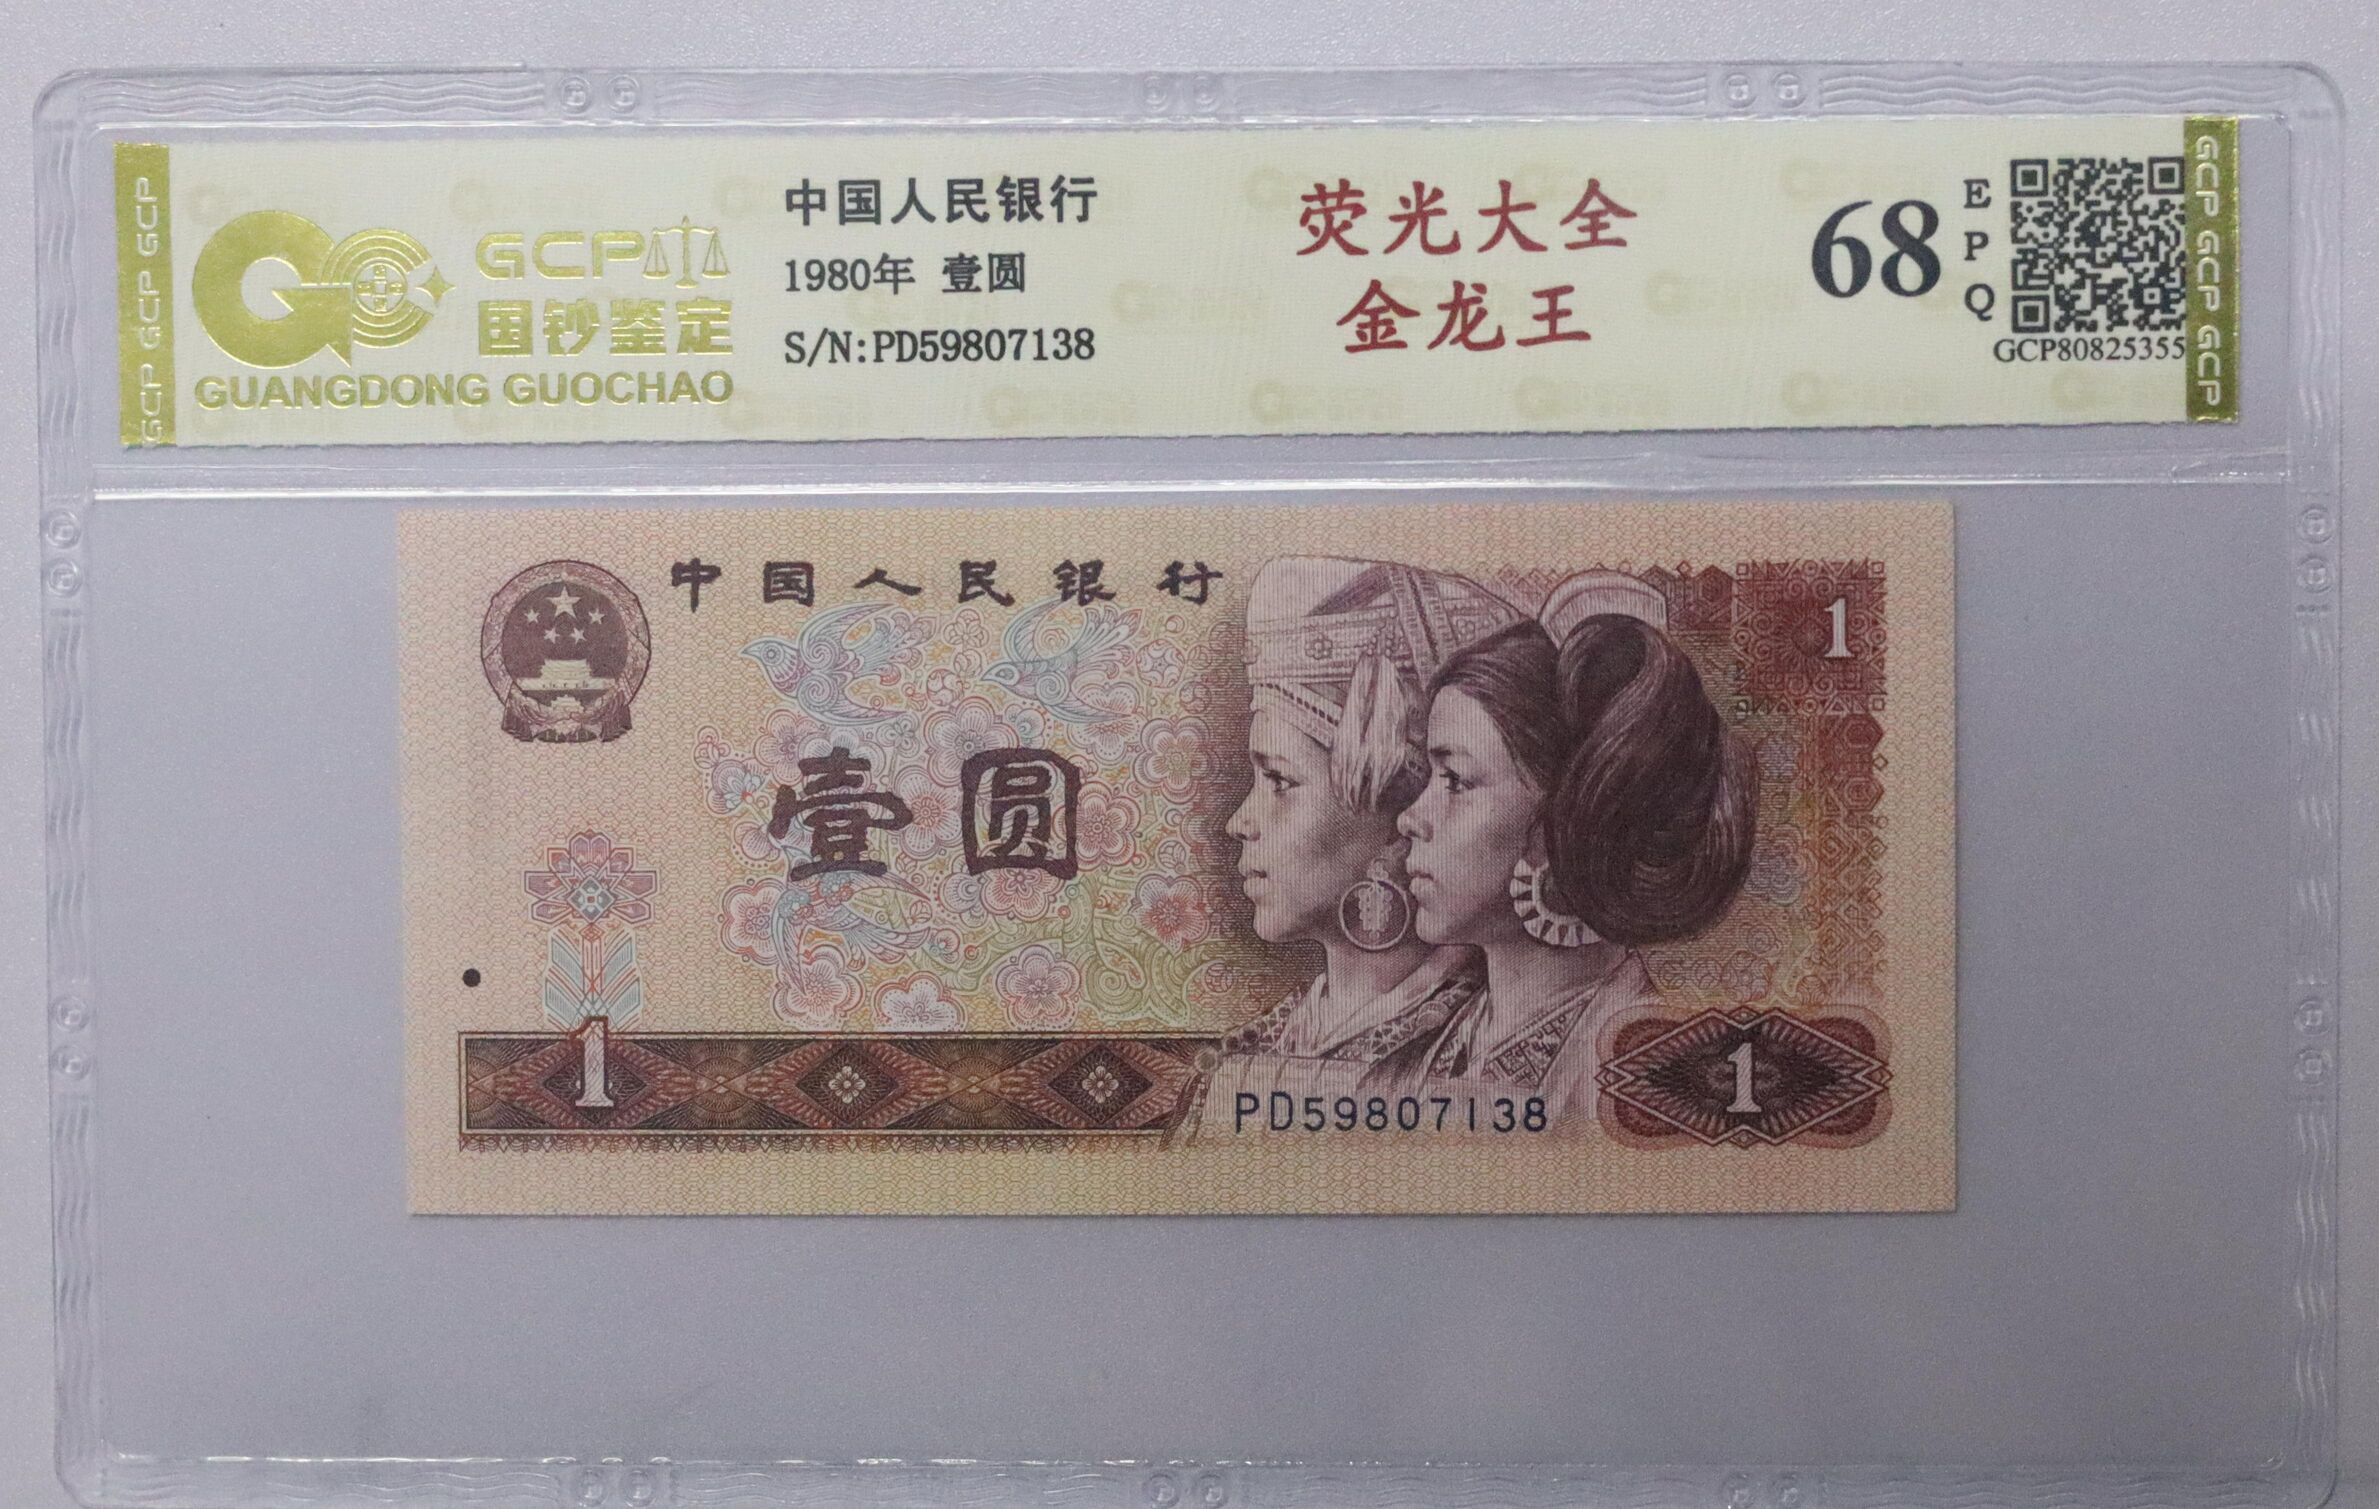 GCP GCP GCP
GCP
国钞鉴定
GUANGDONG GUOCHAO
中国人民银行
1980年 壹圆
S/N:PD59807138
荧光大全
金龙王
68
EPQ
GCP80825355
GCP GCP GCP
中国人民银行
1
壹圆
1
PD59807138
1